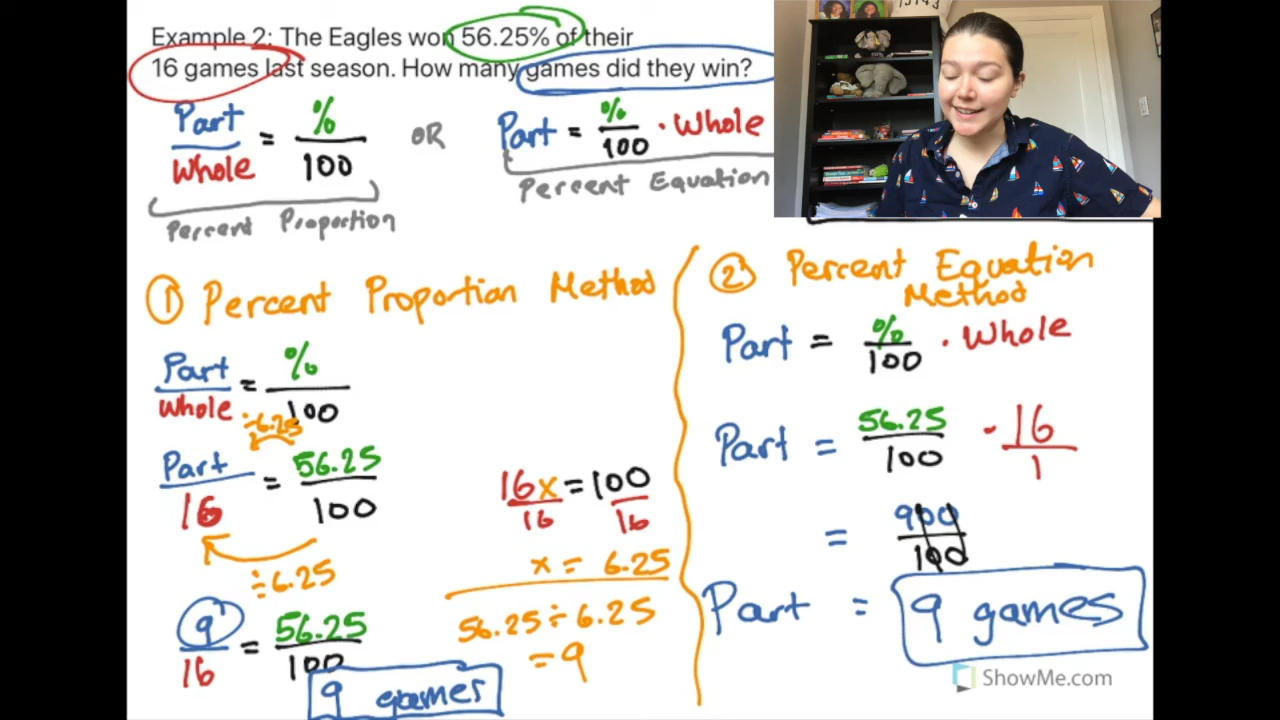 Example 2: The Eagles won 56.25% of their
16 games last season. How many games did they win?
Part / Whole = % / 100 OR Part = % / 100 · Whole
Percent Proportion
Percent Equation
① Percent Proportion Method
Part / Whole = % / 100
÷6.25
Part / 16 = 56.25 / 100
÷6.25
9 / 16 = 56.25 / 100
9 games
16x / 16 = 100 / 16
x = 6.25
56.25 ÷ 6.25
= 9
② Percent Equation
Method
Part = % / 100 · Whole
Part = 56.25 / 100 · 16 / 1
= 900 / 100
Part = 9 games
ShowMe.com